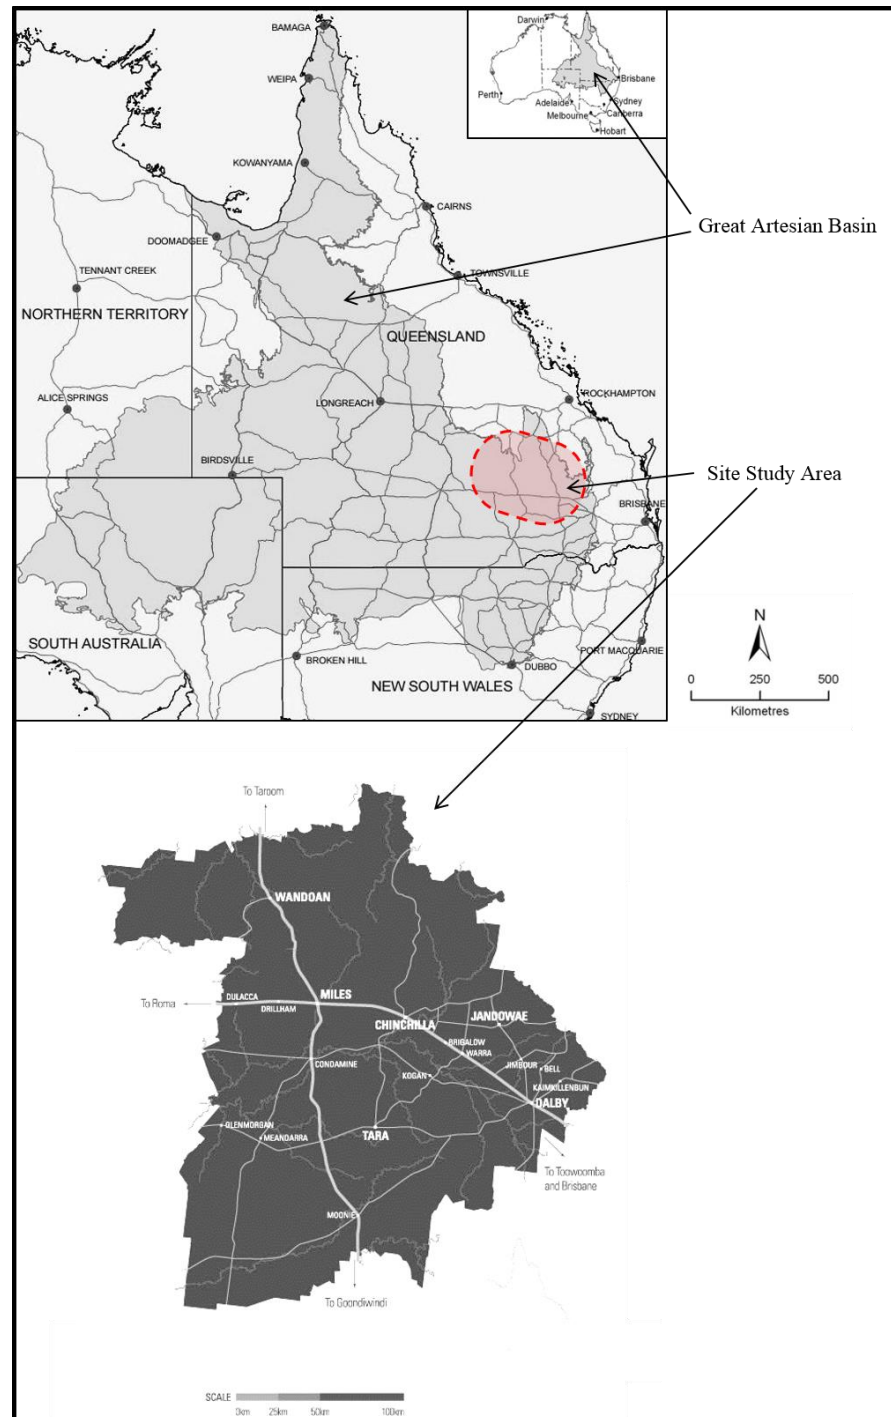 BAMAGA
WEIPA
KOWANYAMA
CAIRNS
DOOMADGEE
TENNANT CREEK
TOWNSVILLE
NORTHERN TERRITORY
QUEENSLAND
ALICE SPRINGS
LONGREACH
ROCKHAMPTON
BIRDSVILLE
BRISBANE
SOUTH AUSTRALIA
BROKEN HILL
DUBBO
PORT MACQUARIE
NEW SOUTH WALES
SYDNEY
Darwin
Brisbane
Perth
Adelaide
Sydney
Melbourne
Canberra
Hobart
Great Artesian Basin
Site Study Area
N
0 250 500
Kilometres
To Taroom
WANDOAN
To Roma
DULACCA
DRILLHAM
MILES
CHINCHILLA
JANDOWAE
BRIGALOW
WARRA
CONDAMINE
KOGAN
JIMBOUR
BELL
KAIMKILLENBUN
DALBY
GLENMORGAN
MEANDARRA
TARA
To Toowoomba
and Brisbane
MOONIE
To Goondiwindi
SCALE
0km 25km 50km 100km